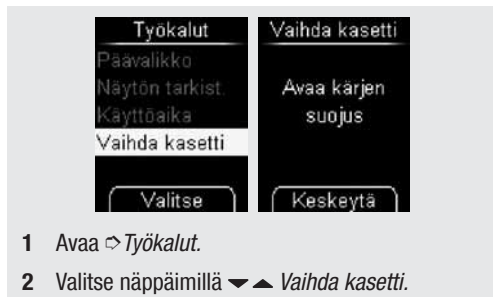 Työkalut
Päävalikko
Näytön tarkist.
Käyttöaika
Vaihda kasetti
Valitse
Vaihda kasetti
Avaa kärjen
suojus
Keskeytä
1 Avaa ➪ Työkalut.
2 Valitse näppäimillä ▼ ▲ Vaihda kasetti.